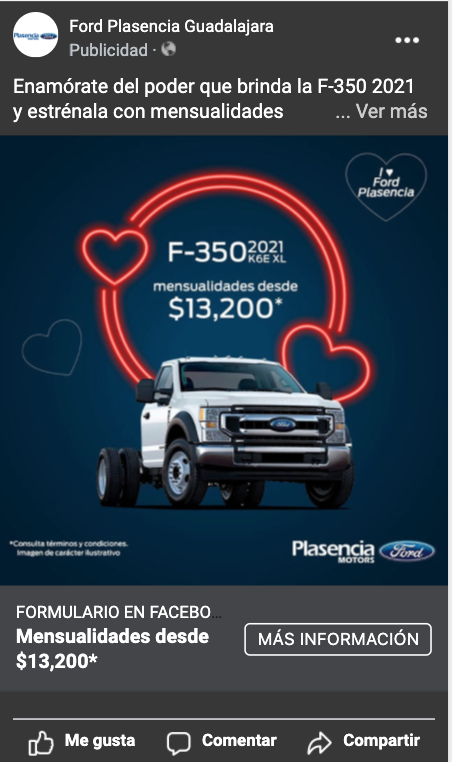 Ford Plasencia Guadalajara
Publicidad ·
Enamórate del poder que brinda la F-350 2021
y estrénala con mensualidades ... Ver más
I ♥
Ford
Plasencia
F-350 2021
K6E XL
mensualidades desde
$13,200*
*Consulta términos y condiciones.
Imagen de carácter ilustrativo
Plasencia
MOTORS
Ford
FORMULARIO EN FACEBO...
Mensualidades desde
$13,200*
MÁS INFORMACIÓN
Me gusta
Comentar
Compartir